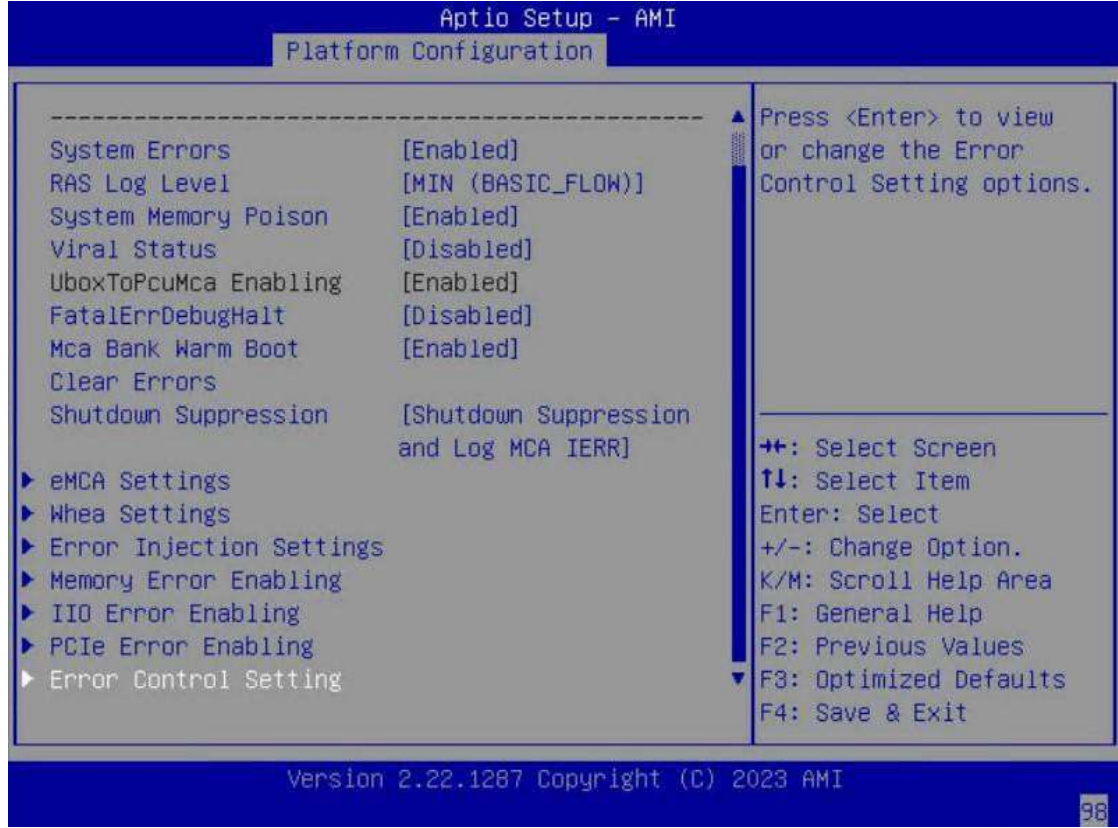 Aptio Setup – AMI
Platform Configuration
------------------------------------------------
System Errors [Enabled]
RAS Log Level [MIN (BASIC_FLOW)]
System Memory Poison [Enabled]
Viral Status [Disabled]
UboxToPcuMca Enabling [Enabled]
FatalErrDebugHalt [Disabled]
Mca Bank Warm Boot [Enabled]
Clear Errors
Shutdown Suppression [Shutdown Suppression
and Log MCA IERR]
eMCA Settings
Whea Settings
Error Injection Settings
Memory Error Enabling
IIO Error Enabling
PCIe Error Enabling
Error Control Setting
Press <Enter> to view
or change the Error
Control Setting options.
→←: Select Screen
↑↓: Select Item
Enter: Select
+/-: Change Option.
K/M: Scroll Help Area
F1: General Help
F2: Previous Values
F3: Optimized Defaults
F4: Save & Exit
Version 2.22.1287 Copyright (C) 2023 AMI
98